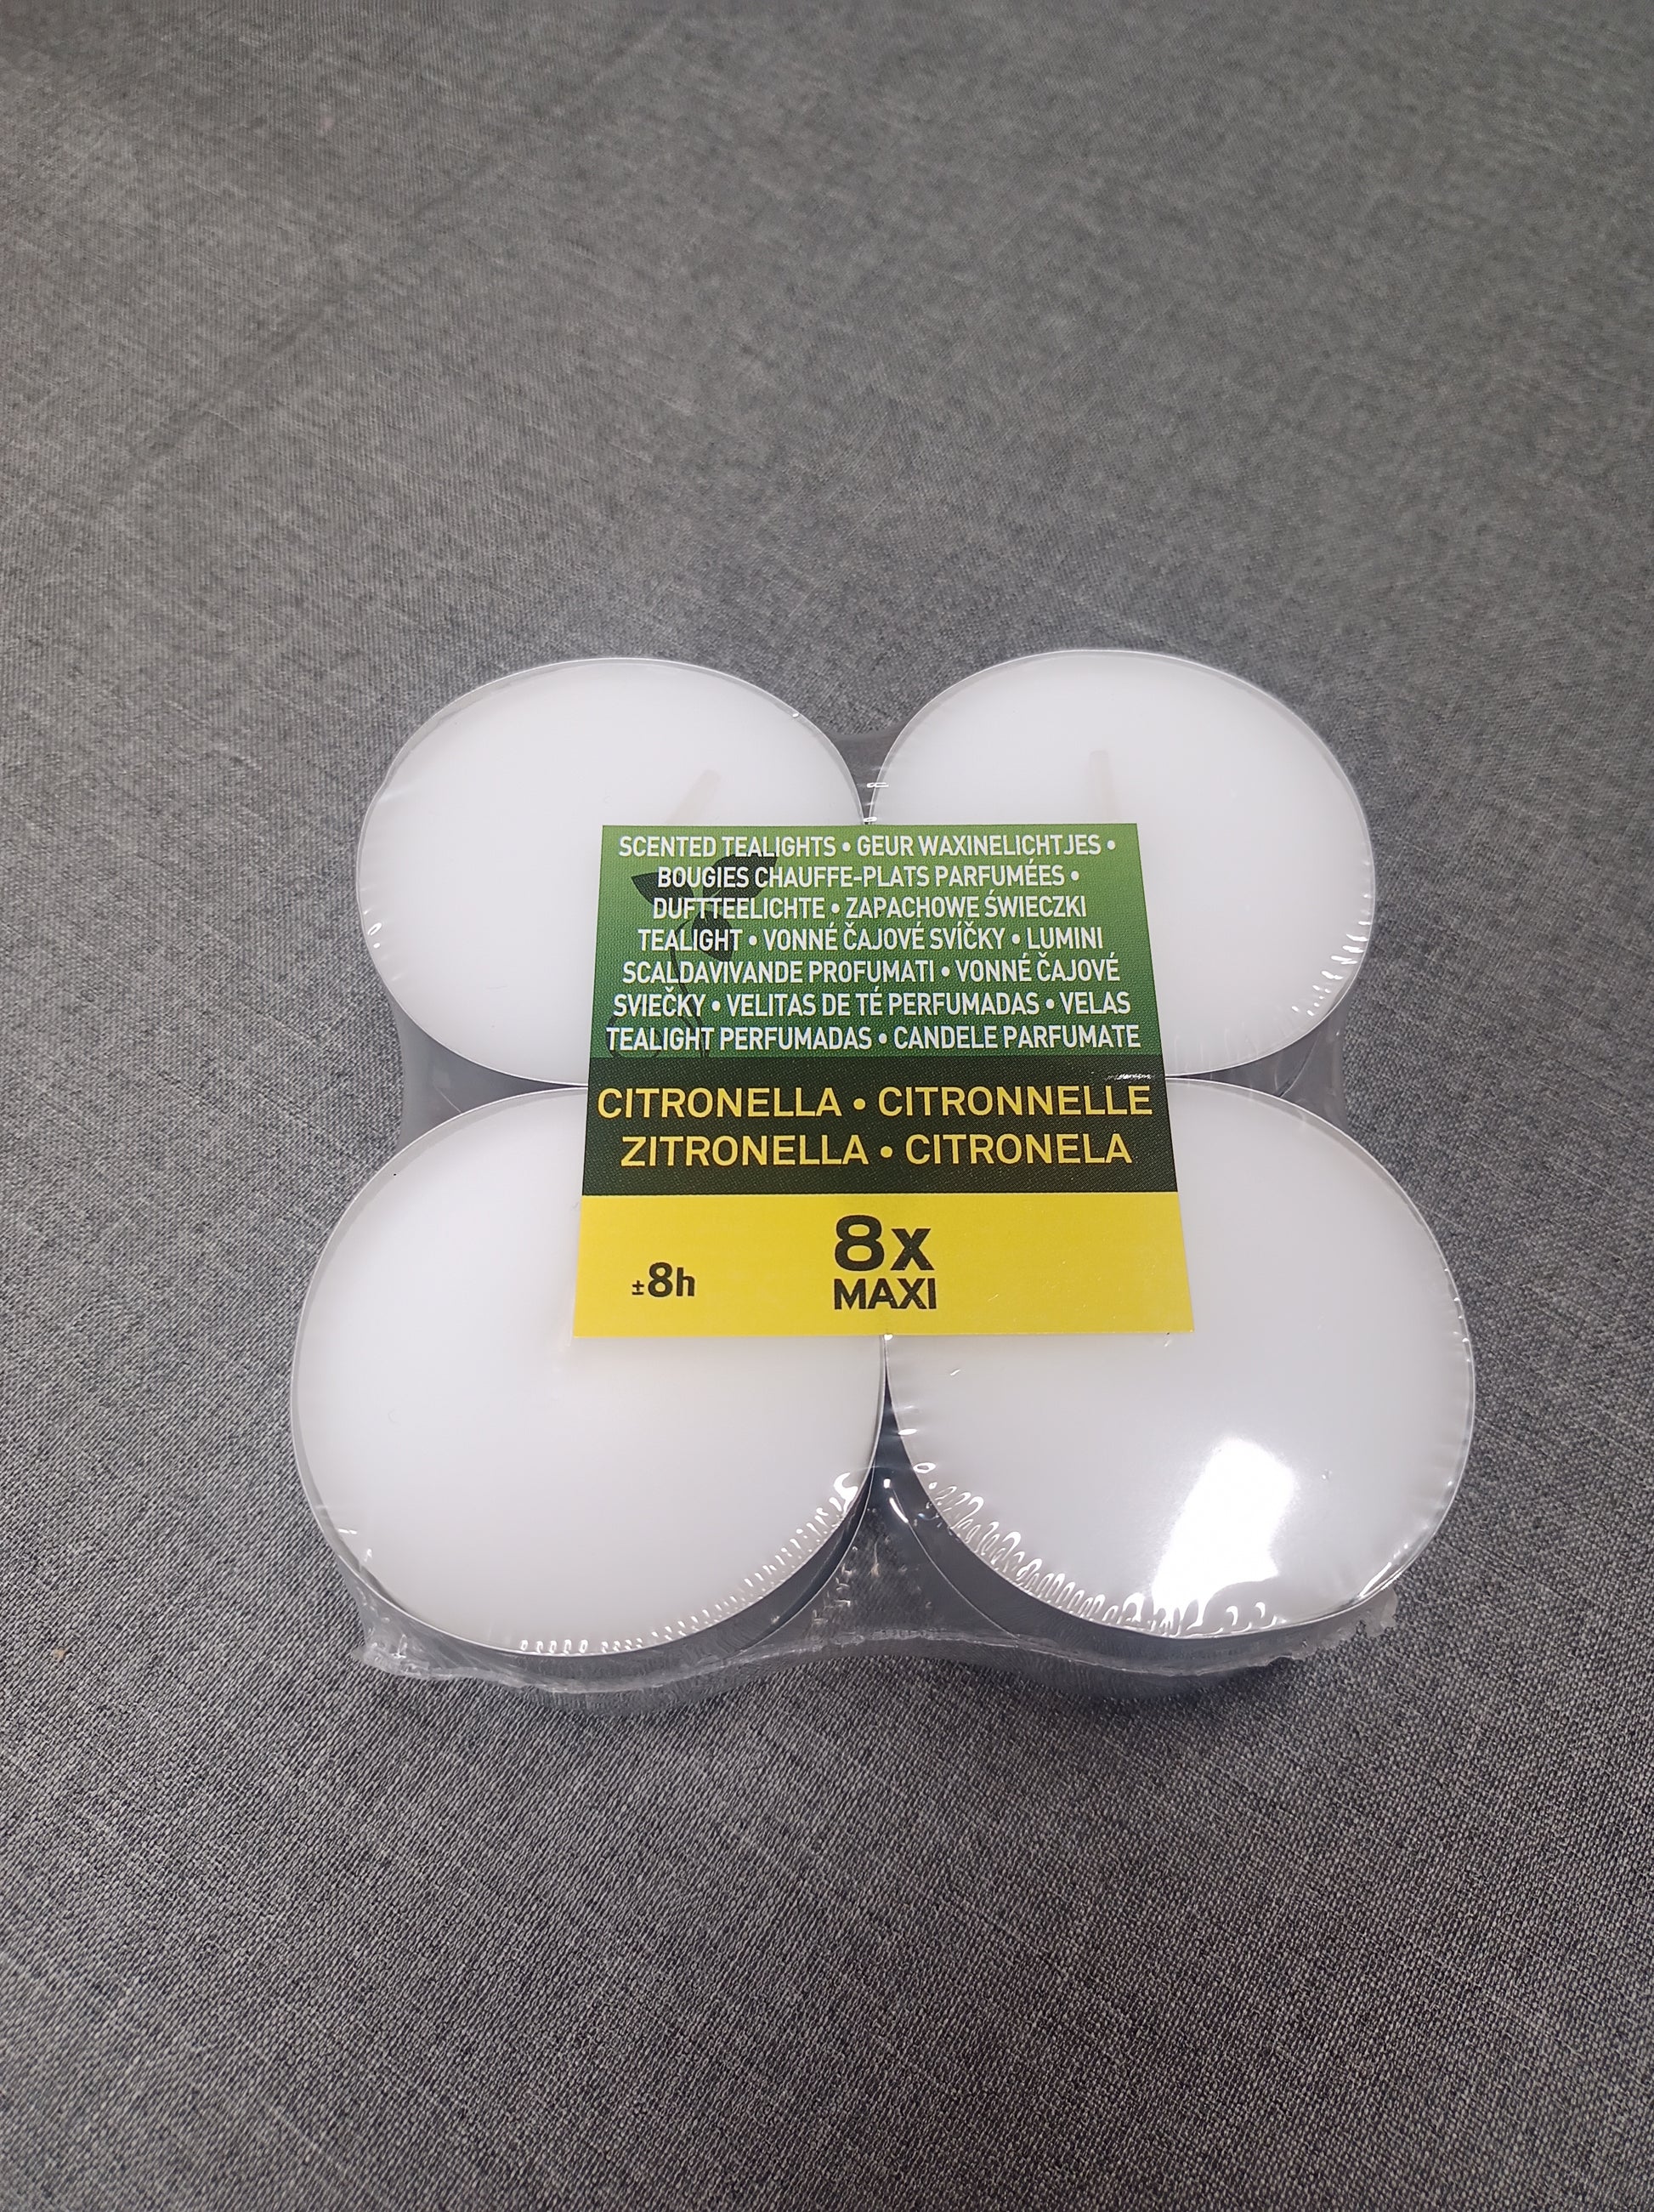 SCENTED TEALIGHTS • GEUR WAXINELICHTJES •
BOUGIES CHAUFFE-PLATS PARFUMÉES •
DUFTTEELICHTE • ZAPACHOWE ŚWIECZKI
TEALIGHT • VONNÉ ČAJOVÉ SVÍČKY • LUMINI
SCALDAVIVANDE PROFUMATI • VONNÉ ČAJOVÉ
SVIEČKY • VELITAS DE TÉ PERFUMADAS • VELAS
TEALIGHT PERFUMADAS • CANDELE PARFUMATE
CITRONELLA • CITRONNELLE
ZITRONELLA • CITRONELA
±8h
8x
MAXI